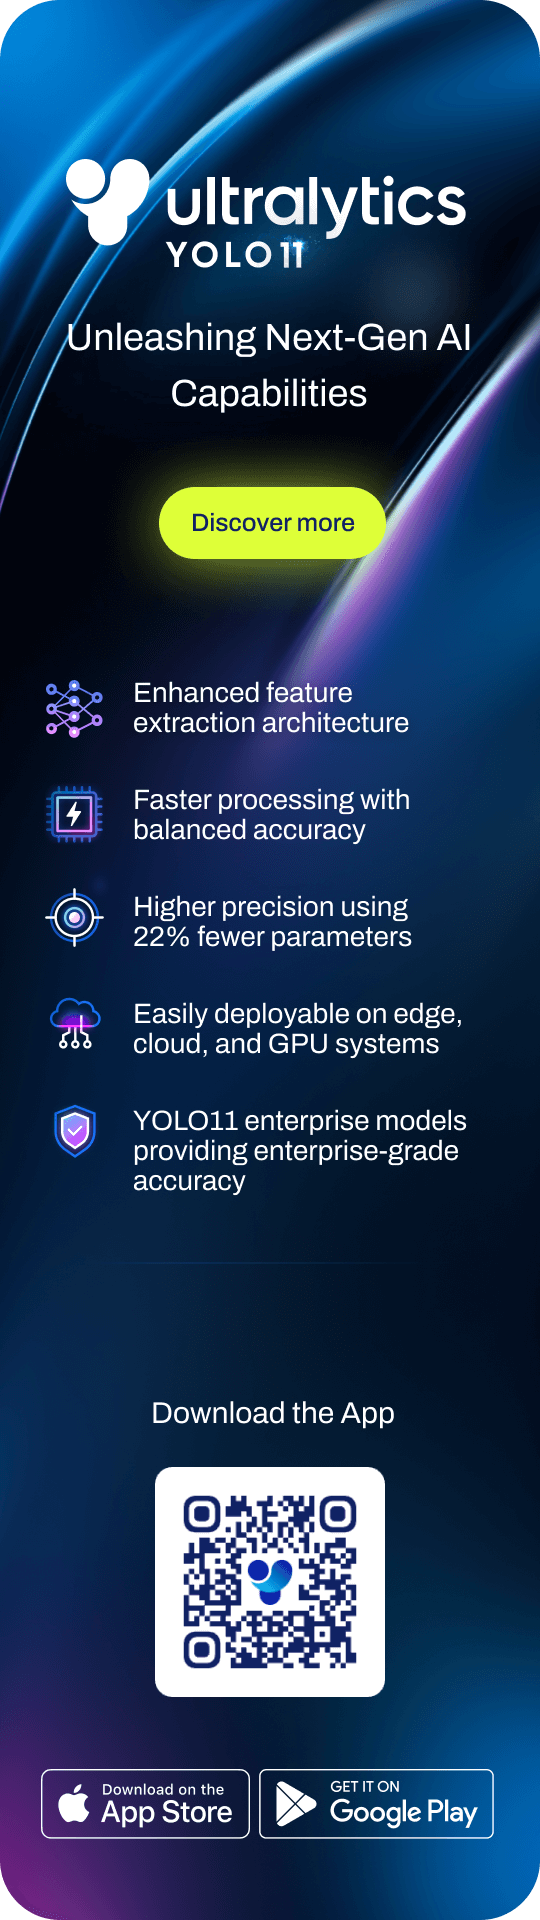 ultralytics
YOLO11
Unleashing Next-Gen AI
Capabilities
Discover more
Enhanced feature
extraction architecture
Faster processing with
balanced accuracy
Higher precision using
22% fewer parameters
Easily deployable on edge,
cloud, and GPU systems
YOLO11 enterprise models
providing enterprise-grade
accuracy
Download the App
Download on the
App Store
GET IT ON
Google Play